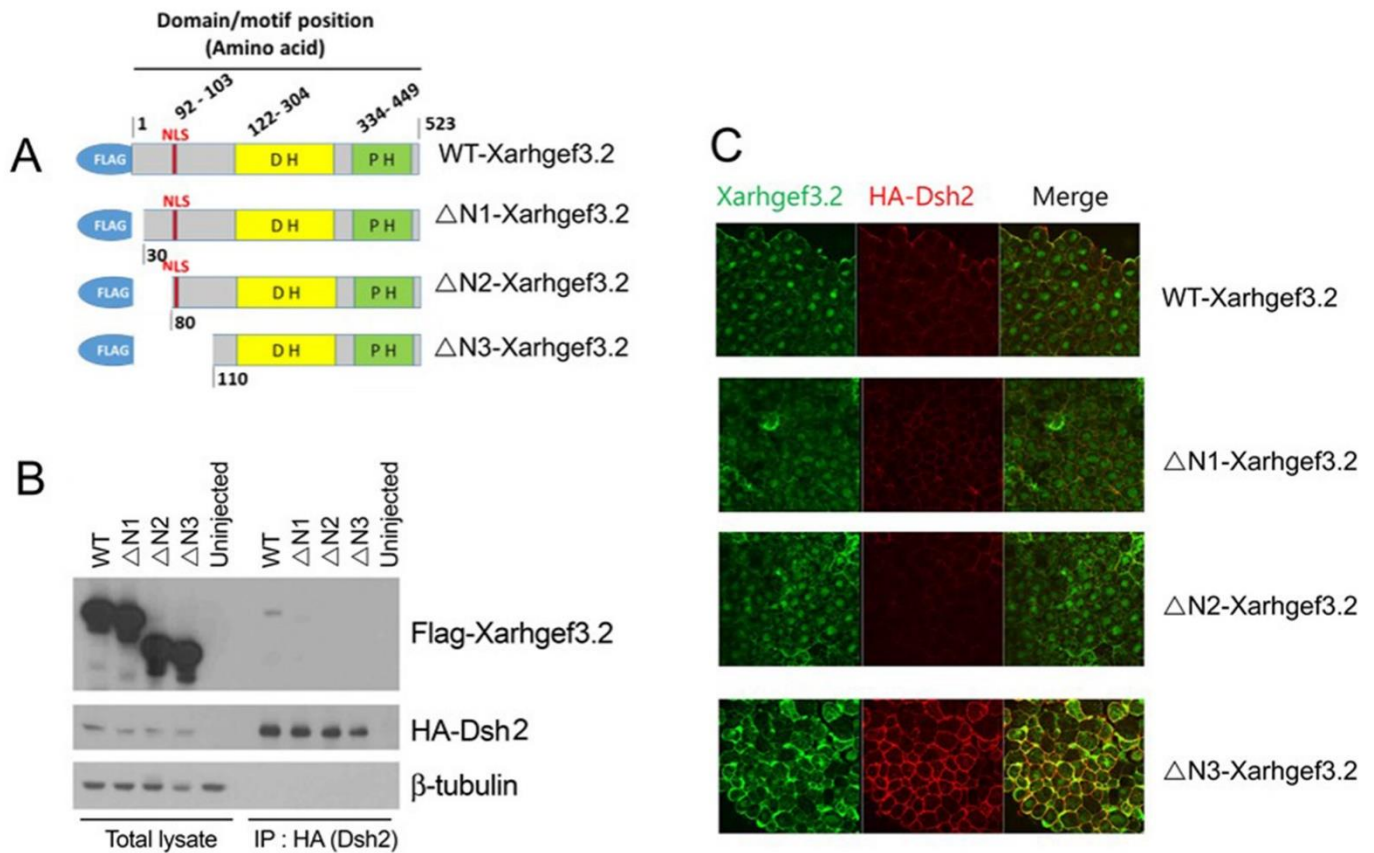 Domain/motif position
(Amino acid)
1 92 - 103 122- 304 334- 449 523
A
NLS
FLAG D H P H WT-Xarhgef3.2
NLS
FLAG D H P H △N1-Xarhgef3.2
30
NLS
FLAG D H P H △N2-Xarhgef3.2
80
FLAG D H P H △N3-Xarhgef3.2
110
B
WT △N1 △N2 △N3 Uninjected WT △N1 △N2 △N3 Uninjected
Flag-Xarhgef3.2
HA-Dsh2
β-tubulin
Total lysate IP : HA (Dsh2)
C
Xarhgef3.2 HA-Dsh2 Merge
WT-Xarhgef3.2
△N1-Xarhgef3.2
△N2-Xarhgef3.2
△N3-Xarhgef3.2